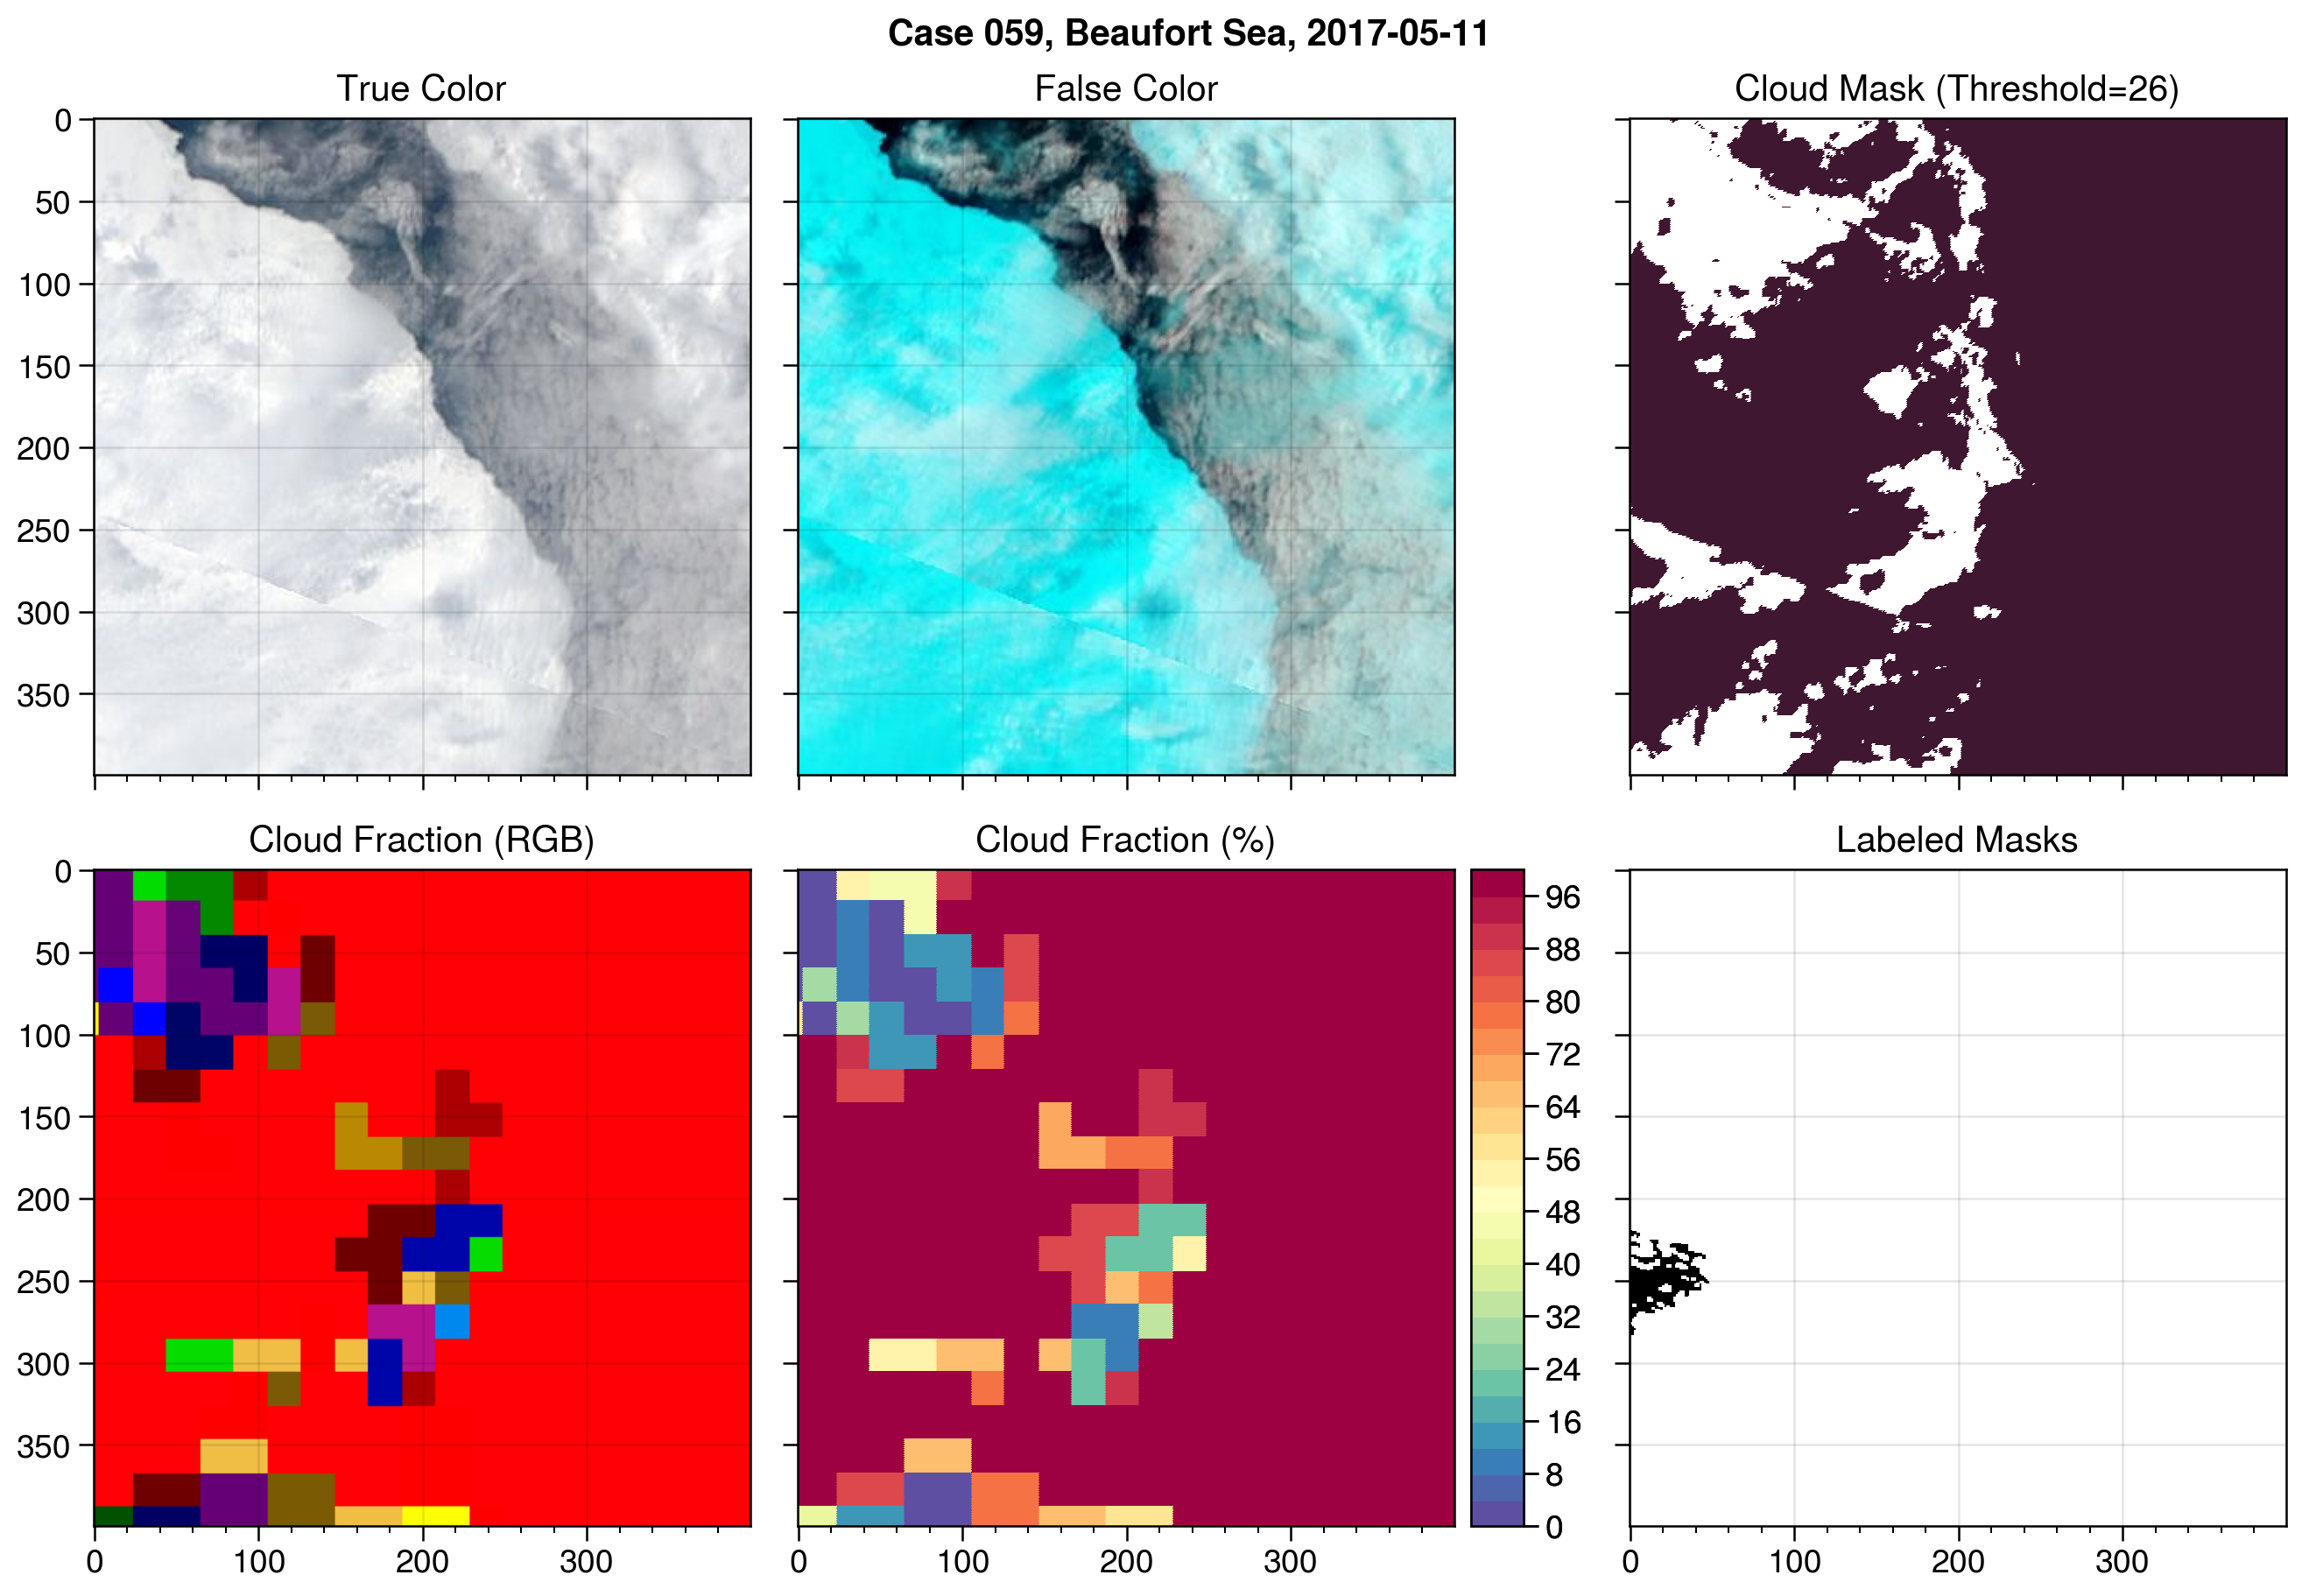 Case 059, Beaufort Sea, 2017-05-11
True Color
False Color
Cloud Mask (Threshold=26)
0
50
100
150
200
250
300
350
Cloud Fraction (RGB)
Cloud Fraction (%)
Labeled Masks
0
50
100
150
200
250
300
350
0 100 200 300
0 100 200 300
96
88
80
72
64
56
48
40
32
24
16
8
0
0 100 200 300